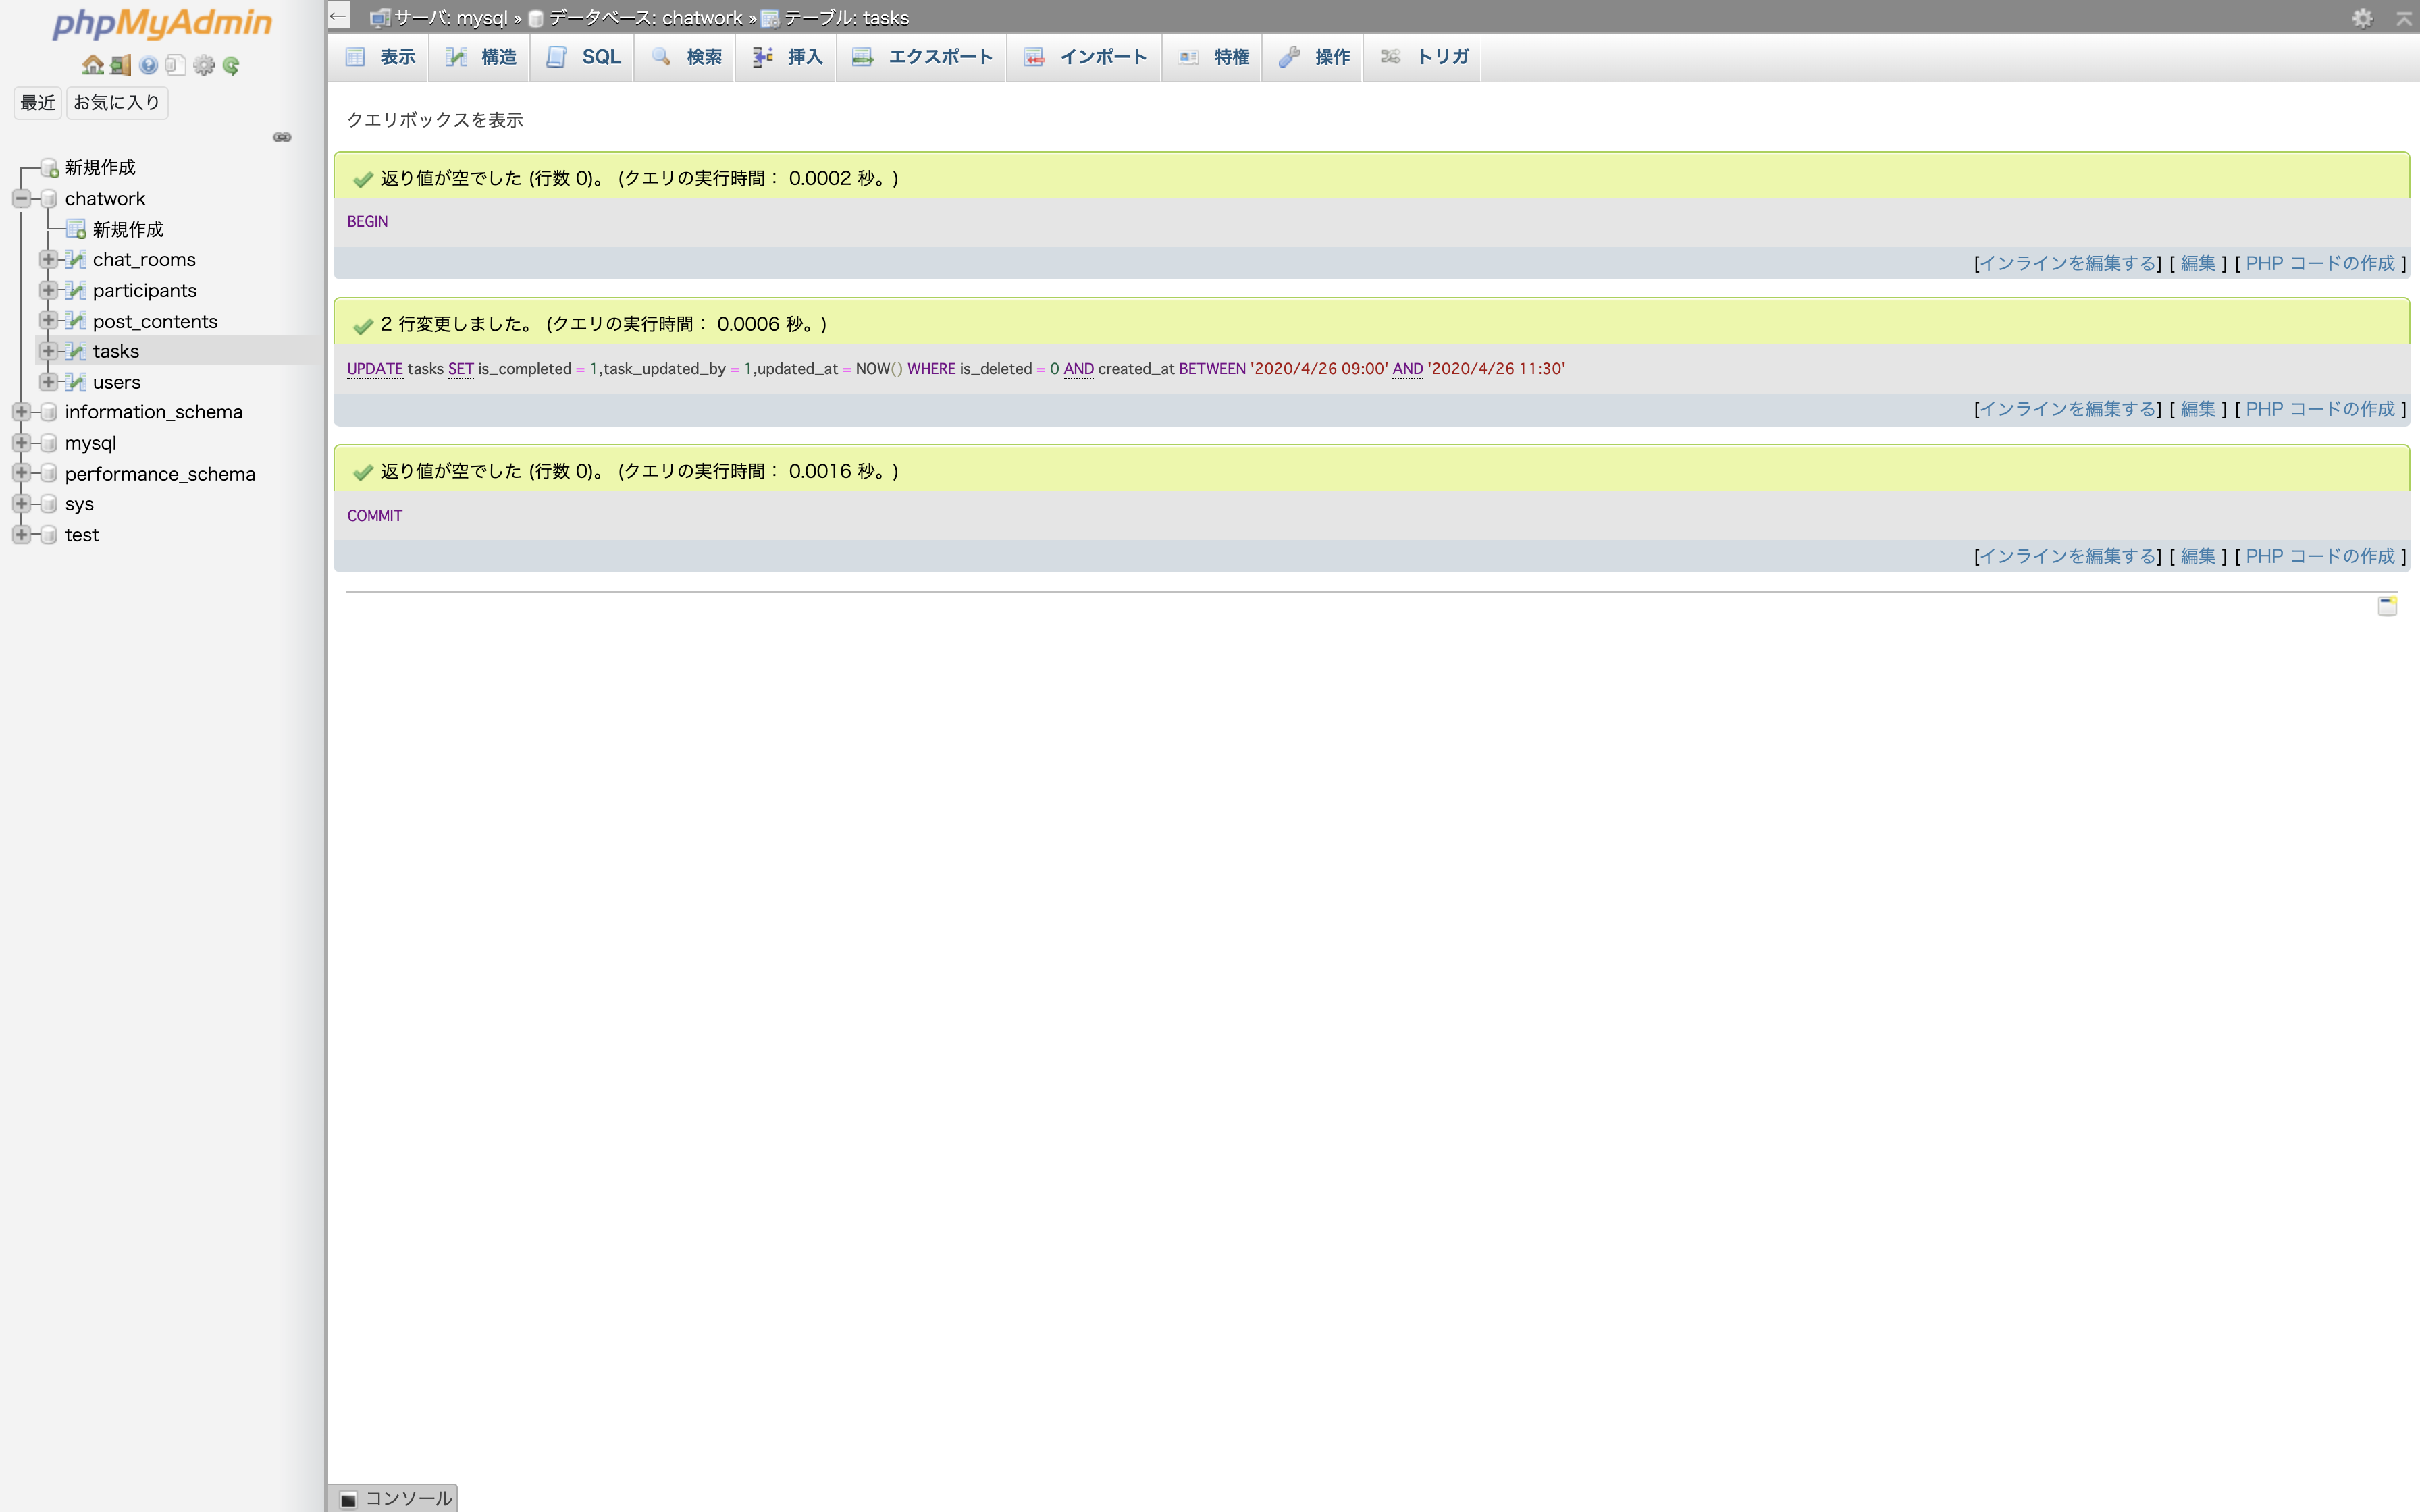 phpMyAdmin
最近 お気に入り
新規作成
chatwork
新規作成
chat_rooms
participants
post_contents
tasks
users
information_schema
mysql
performance_schema
sys
test
サーバ: mysql » データベース: chatwork » テーブル: tasks
表示 構造 SQL 検索 挿入 エクスポート インポート 特権 操作 トリガ
クエリボックスを表示
返り値が空でした (行数 0)。 (クエリの実行時間： 0.0002 秒。)
BEGIN
[インラインを編集する] [ 編集 ] [ PHP コードの作成 ]
2 行変更しました。 (クエリの実行時間： 0.0006 秒。)
UPDATE tasks SET is_completed = 1,task_updated_by = 1,updated_at = NOW() WHERE is_deleted = 0 AND created_at BETWEEN '2020/4/26 09:00' AND '2020/4/26 11:30'
[インラインを編集する] [ 編集 ] [ PHP コードの作成 ]
返り値が空でした (行数 0)。 (クエリの実行時間： 0.0016 秒。)
COMMIT
[インラインを編集する] [ 編集 ] [ PHP コードの作成 ]
コンソール